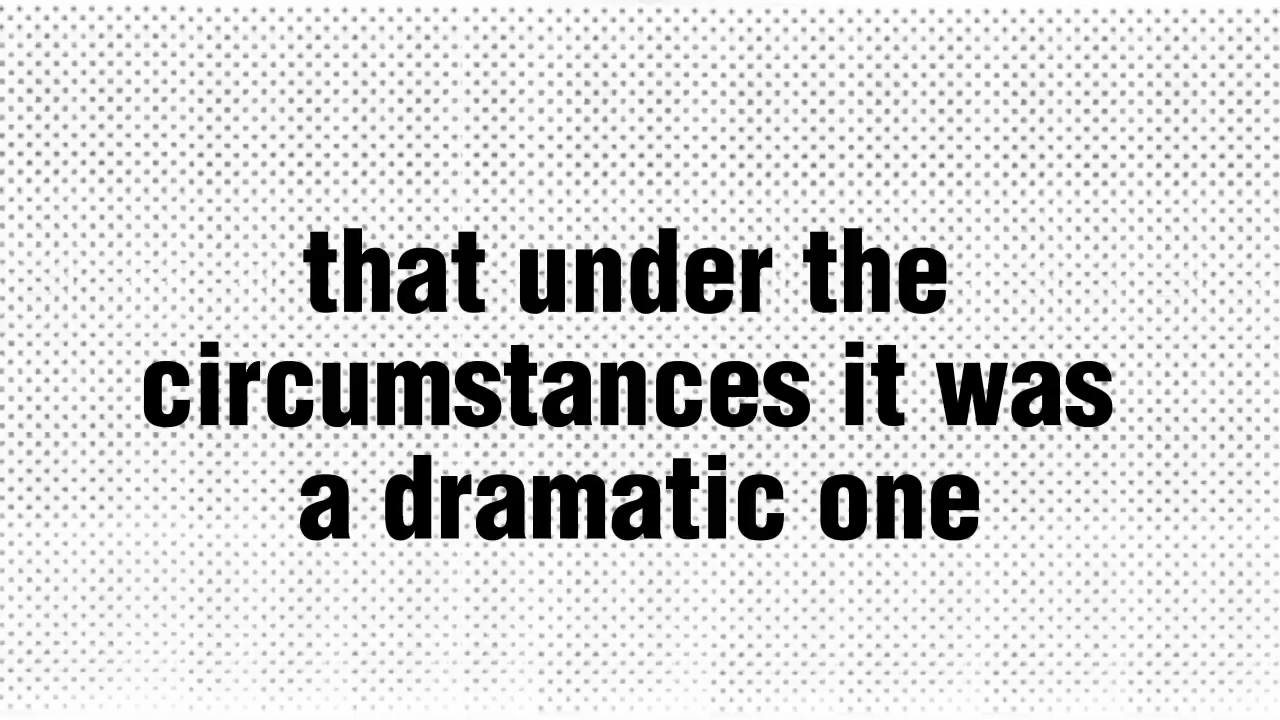 that under the
circumstances it was
a dramatic one